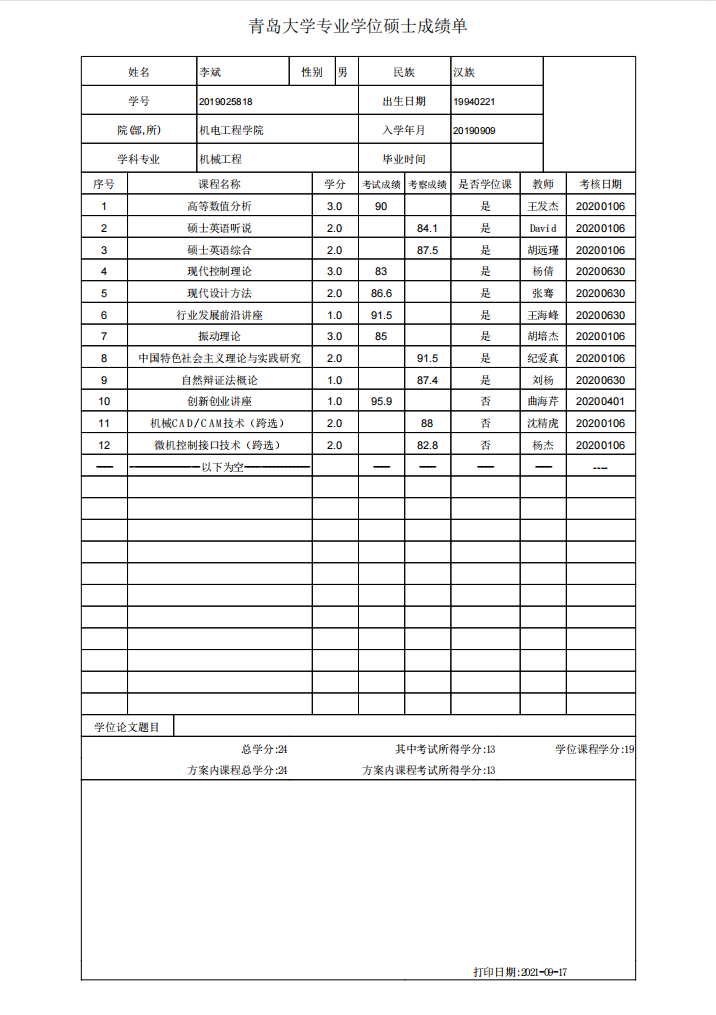 青岛大学专业学位硕士成绩单
姓名 李斌 性别 男 民族 汉族
学号 2019025818 出生日期 19940221
院(部,所) 机电工程学院 入学年月 20190909
学科专业 机械工程 毕业时间
序号 课程名称 学分 考试成绩 考察成绩 是否学位课 教师 考核日期
1 高等数值分析 3.0 90 是 王发杰 20200106
2 硕士英语听说 2.0 84.1 是 David 20200106
3 硕士英语综合 2.0 87.5 是 胡远瑾 20200106
4 现代控制理论 3.0 83 是 杨倩 20200630
5 现代设计方法 2.0 86.6 是 张骞 20200630
6 行业发展前沿讲座 1.0 91.5 是 王海峰 20200630
7 振动理论 3.0 85 是 胡培杰 20200106
8 中国特色社会主义理论与实践研究 2.0 91.5 是 纪爱真 20200106
9 自然辩证法概论 1.0 87.4 是 刘杨 20200630
10 创新创业讲座 1.0 95.9 否 曲海芹 20200401
11 机械CAD/CAM技术（跨选） 2.0 88 否 沈精虎 20200106
12 微机控制接口技术（跨选） 2.0 82.8 否 杨杰 20200106
---- ----------------以下为空---------------- ---- ---- ---- ---- ----
学位论文题目
总学分:24 其中考试所得学分:13 学位课程学分:19
方案内课程总学分:24 方案内课程考试所得学分:13
打印日期:2021-09-17